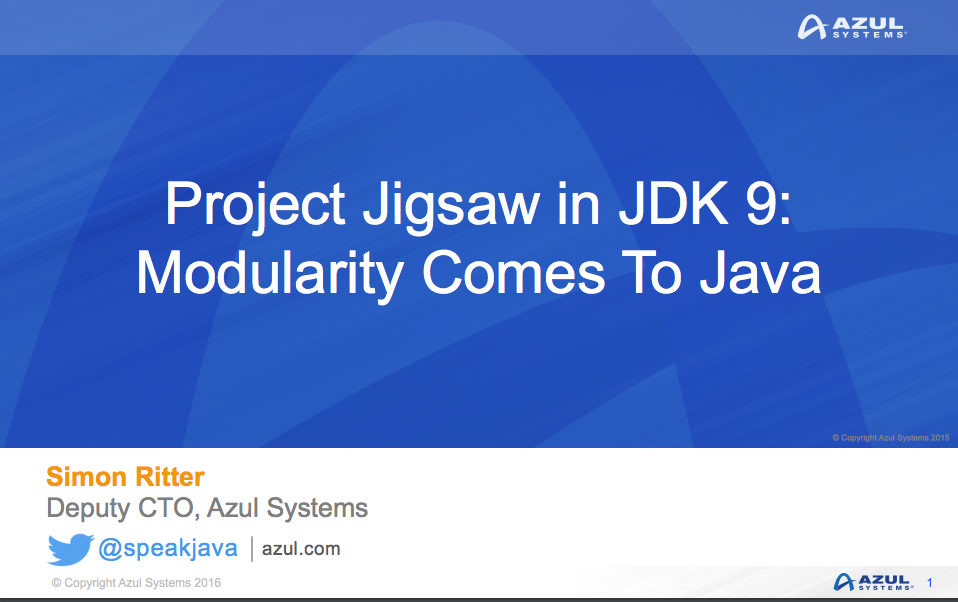 AZUL
SYSTEMS
Project Jigsaw in JDK 9:
Modularity Comes To Java
© Copyright Azul Systems 2015
Simon Ritter
Deputy CTO, Azul Systems
@speakjava | azul.com
© Copyright Azul Systems 2016
AZUL
SYSTEMS
1